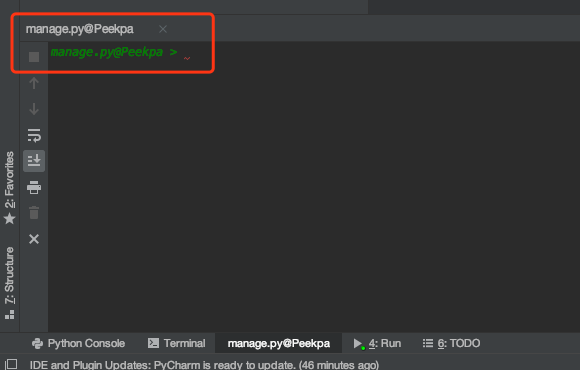 manage.py@Peekpa
manage.py@Peekpa >
2: Favorites
7: Structure
Python Console
Terminal
manage.py@Peekpa
4: Run
6: TODO
IDE and Plugin Updates: PyCharm is ready to update. (46 minutes ago)